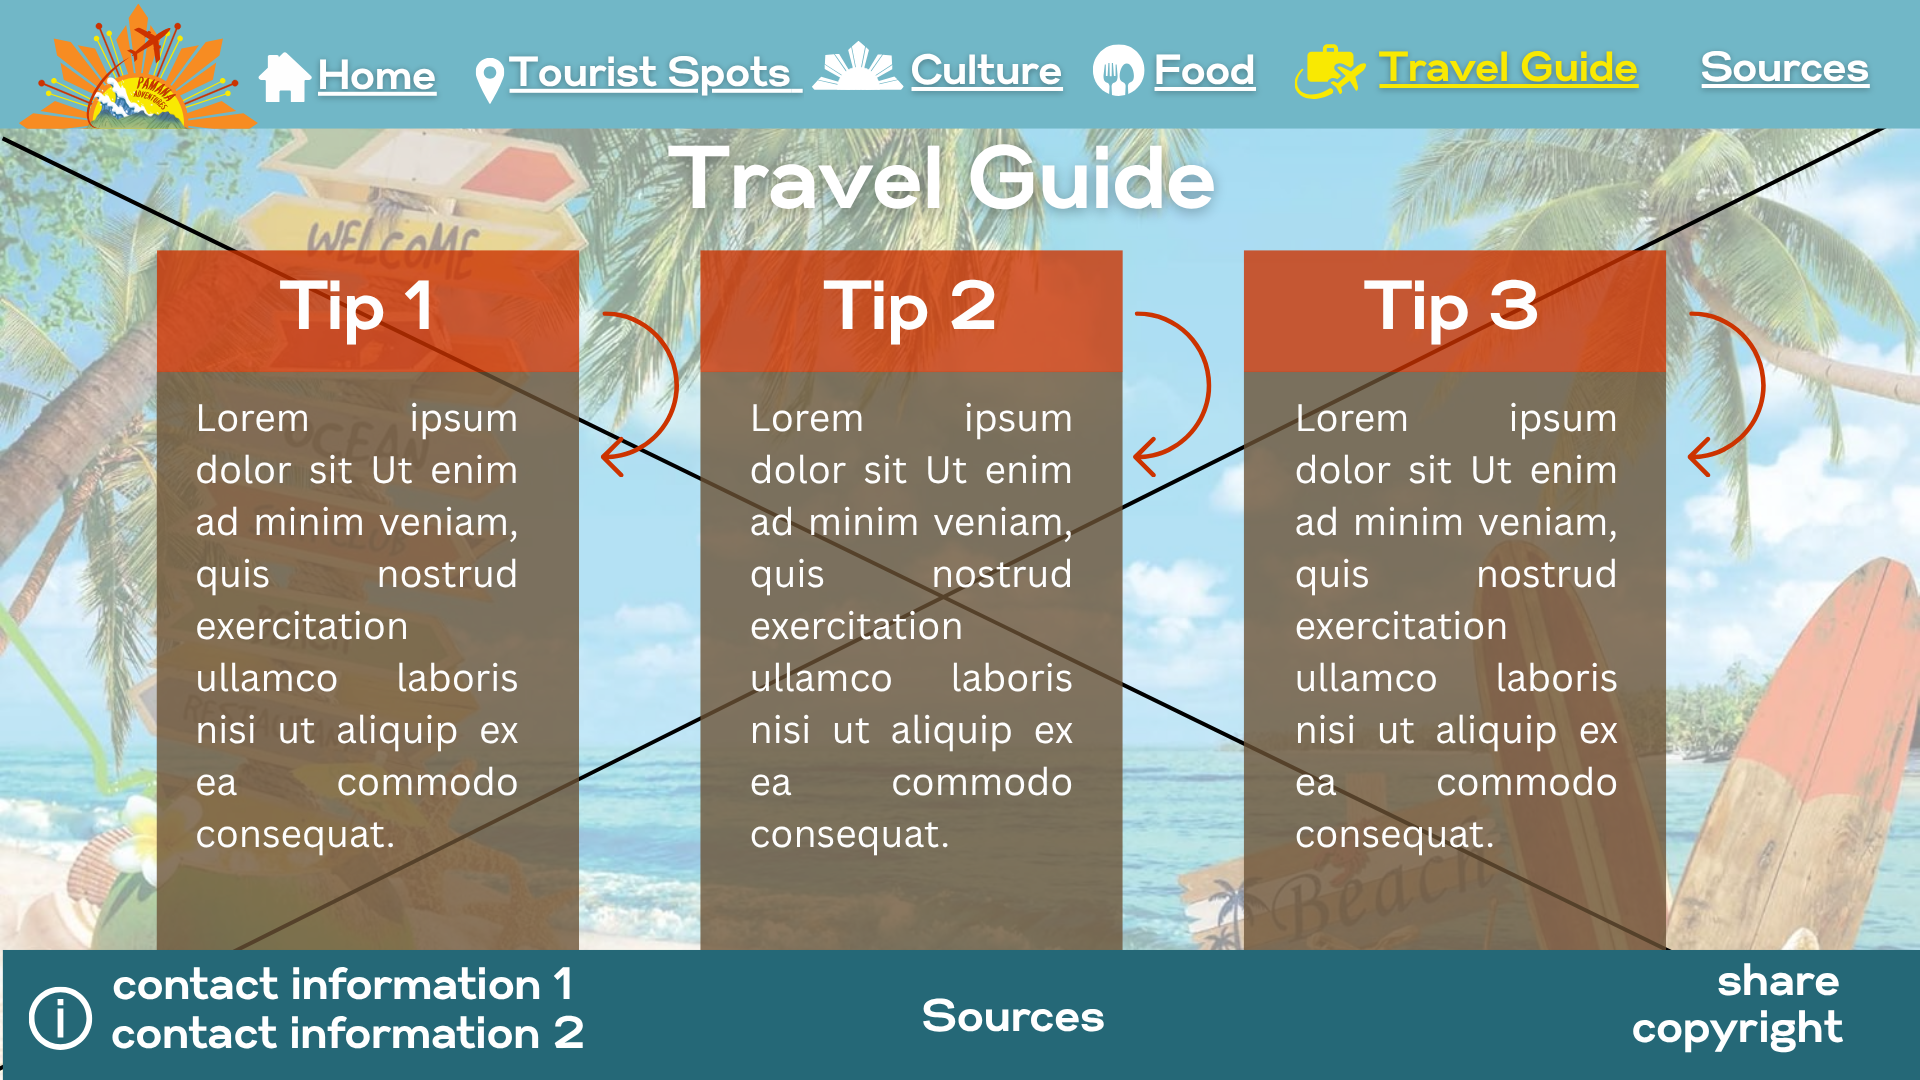 PAMANA
ADVENTURES
Home
Tourist Spots
Culture
Food
Travel Guide
Sources
Travel Guide
WELCOME
Tip 1
Tip 2
Tip 3
Lorem ipsum
dolor sit Ut enim
ad minim veniam,
quis nostrud
exercitation
ullamco laboris
nisi ut aliquip ex
ea commodo
consequat.
Lorem ipsum
dolor sit Ut enim
ad minim veniam,
quis nostrud
exercitation
ullamco laboris
nisi ut aliquip ex
ea commodo
consequat.
Lorem ipsum
dolor sit Ut enim
ad minim veniam,
quis nostrud
exercitation
ullamco laboris
nisi ut aliquip ex
ea commodo
consequat.
OCEAN
CLUB
BEACH
RESTAURANT
Beach
contact information 1
contact information 2
Sources
share
copyright